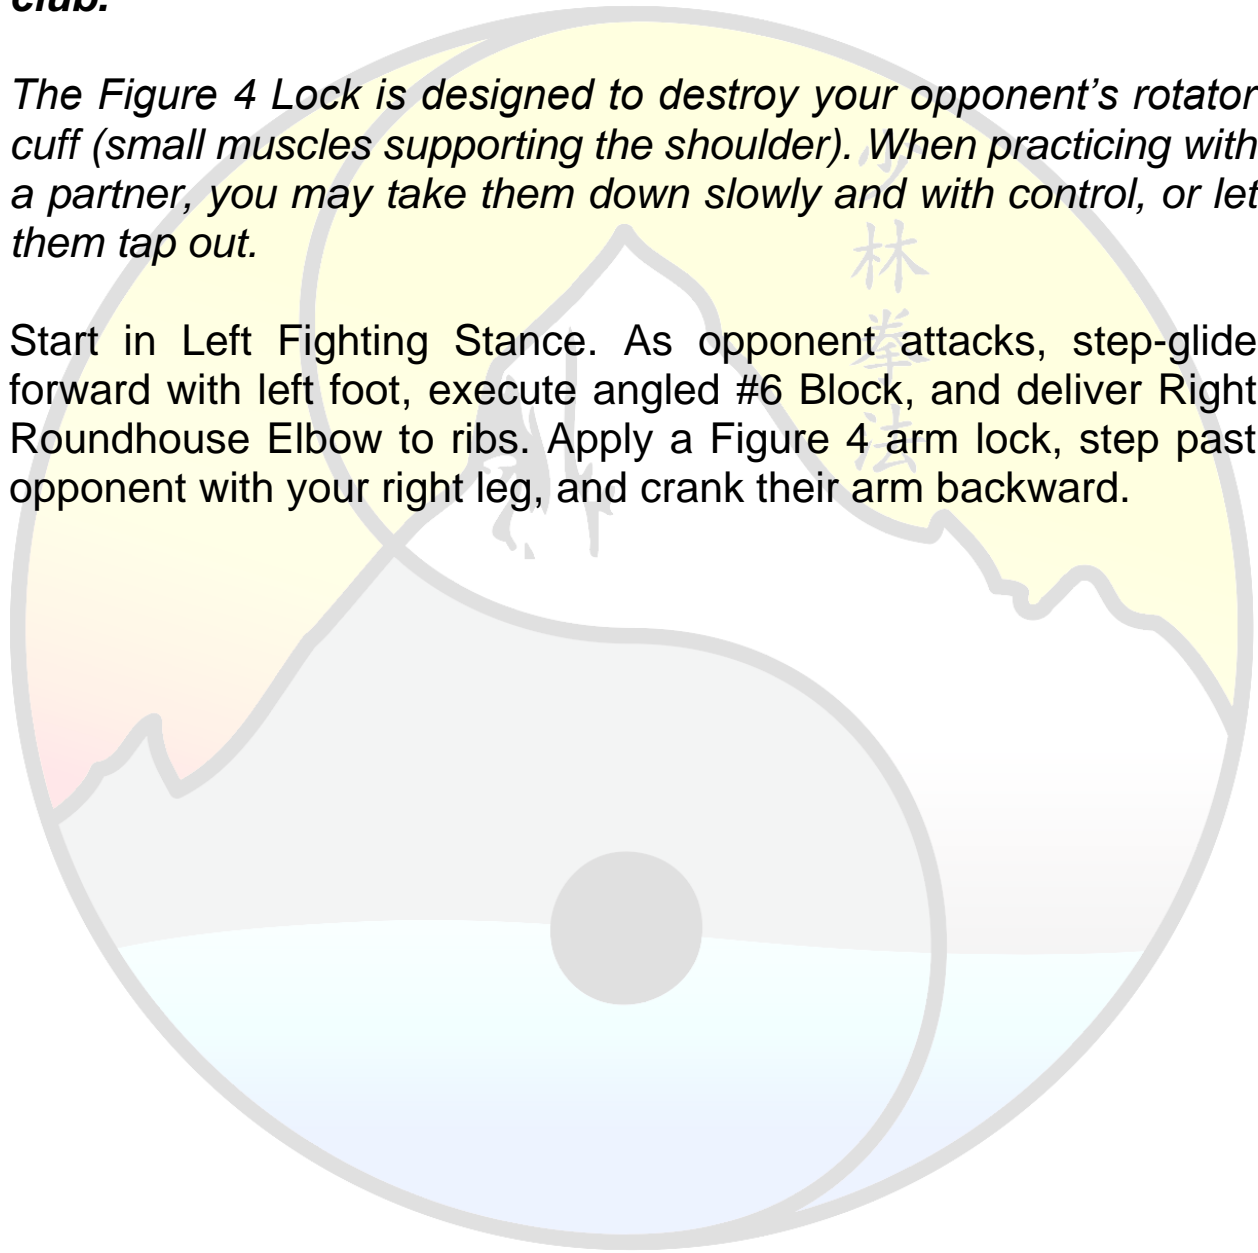 club.
The Figure 4 Lock is designed to destroy your opponent’s rotator
cuff (small muscles supporting the shoulder). When practicing with
a partner, you may take them down slowly and with control, or let
them tap out.
Start in Left Fighting Stance. As opponent attacks, step-glide
forward with left foot, execute angled #6 Block, and deliver Right
Roundhouse Elbow to ribs. Apply a Figure 4 arm lock, step past
opponent with your right leg, and crank their arm backward.
少
林
拳
法